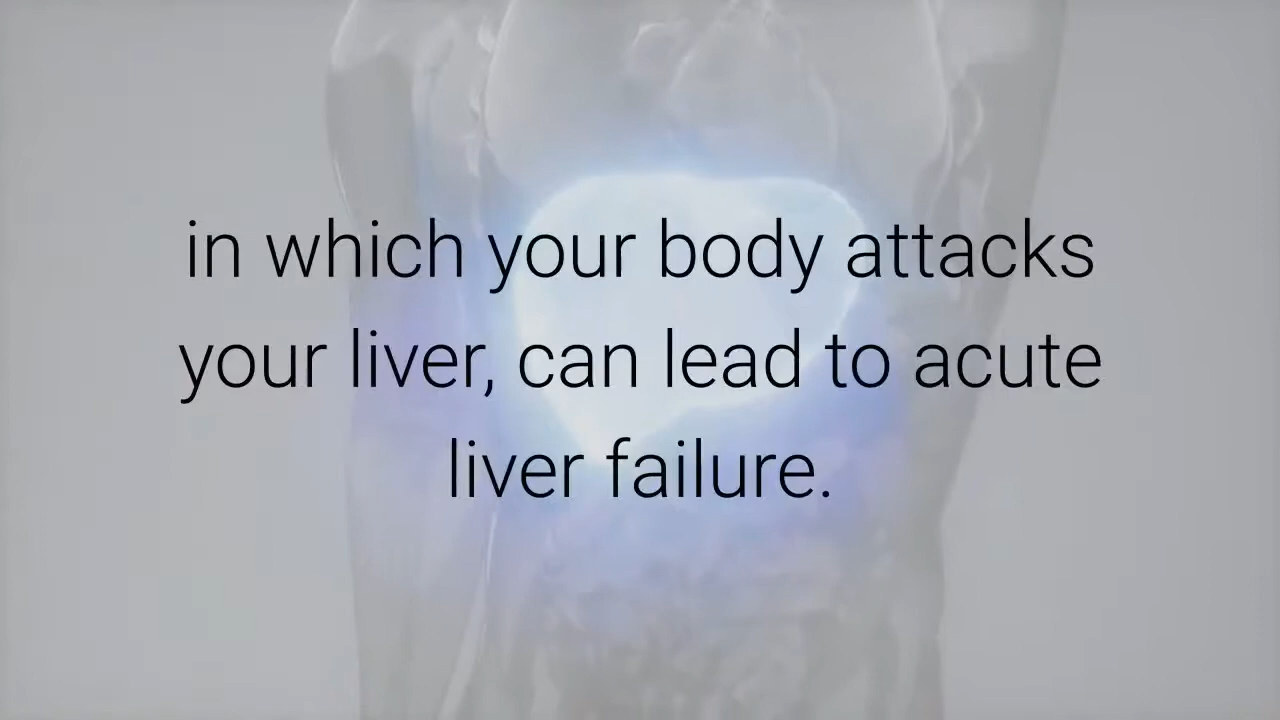 in which your body attacks
your liver, can lead to acute
liver failure.